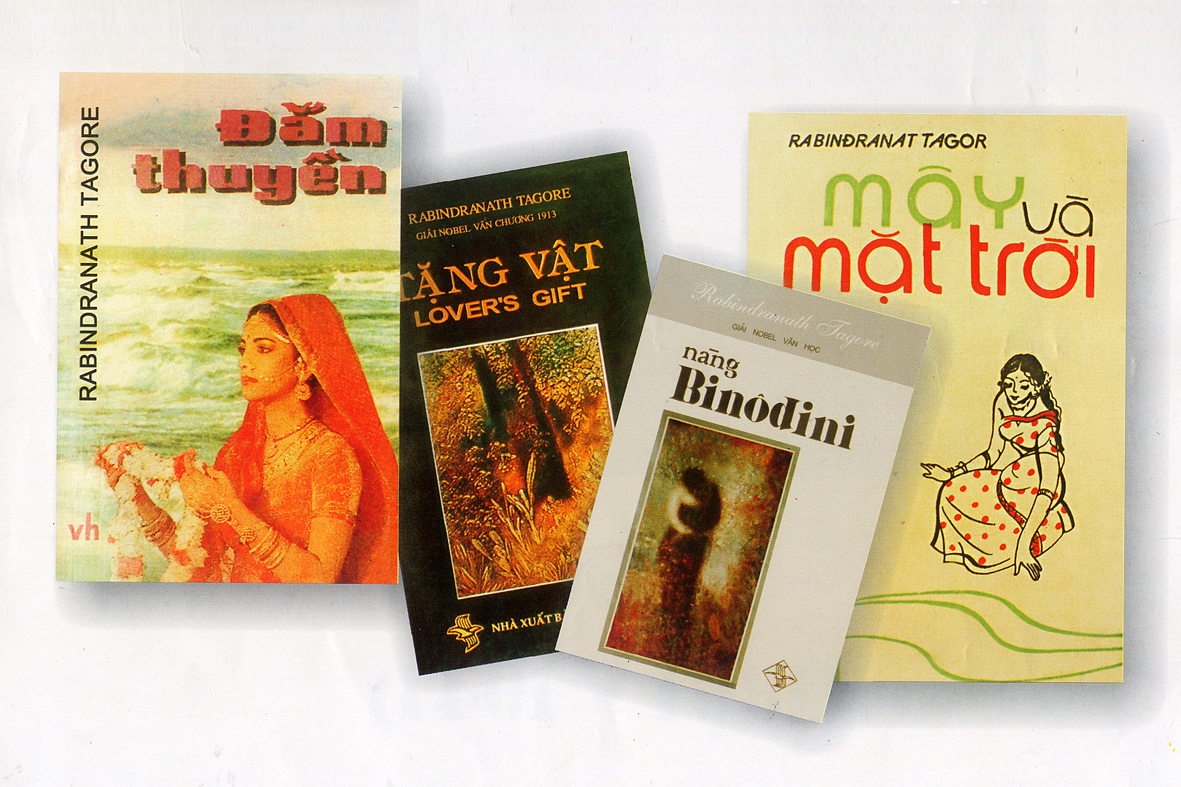 RABINDRANATH TAGORE
Đắm
thuyền
vh
RABINDRANATH TAGORE
GIẢI NOBEL VĂN CHƯƠNG 1913
TẶNG VẬT
LOVER'S GIFT
NHÀ XUẤT B
Rabindranath Tagore
GIẢI NOBEL VĂN HỌC
nàng
Binôđini
RABINĐRANAT TAGOR
mây và
mặt trời